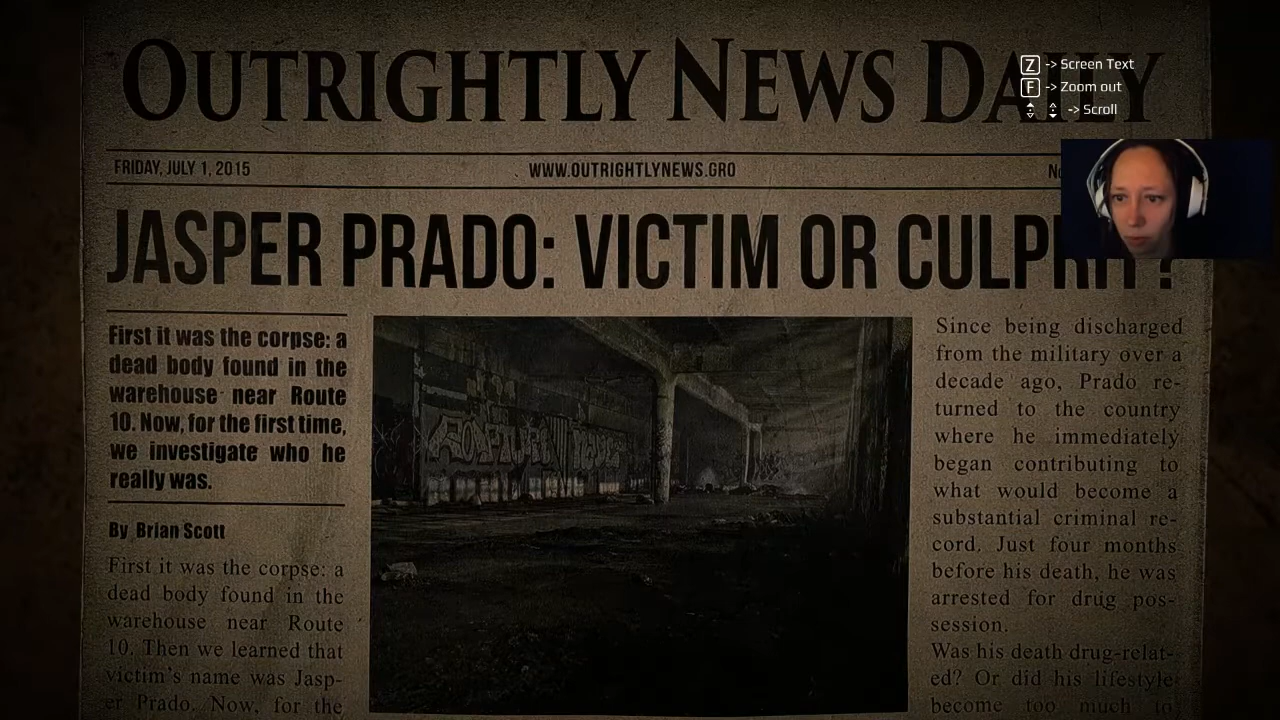 OUTRIGHTLY NEWS DAILY
Z -> Screen Text
F -> Zoom out
-> Scroll
FRIDAY, JULY 1, 2015
WWW.OUTRIGHTLYNEWS.GRO
JASPER PRADO: VICTIM OR CULPRIT?
First it was the corpse: a
dead body found in the
warehouse near Route
10. Now, for the first time,
we investigate who he
really was.
By Brian Scott
First it was the corpse: a
dead body found in the
warehouse near Route
10. Then we learned that
victim's name was Jasp-
er Prado. Now, for the
Since being discharged
from the military over a
decade ago, Prado re-
turned to the country
where he immediately
began contributing to
what would become a
substantial criminal re-
cord. Just four months
before his death, he was
arrested for drug pos-
session.
Was his death drug-relat-
ed? Or did his lifestyle
become too much to